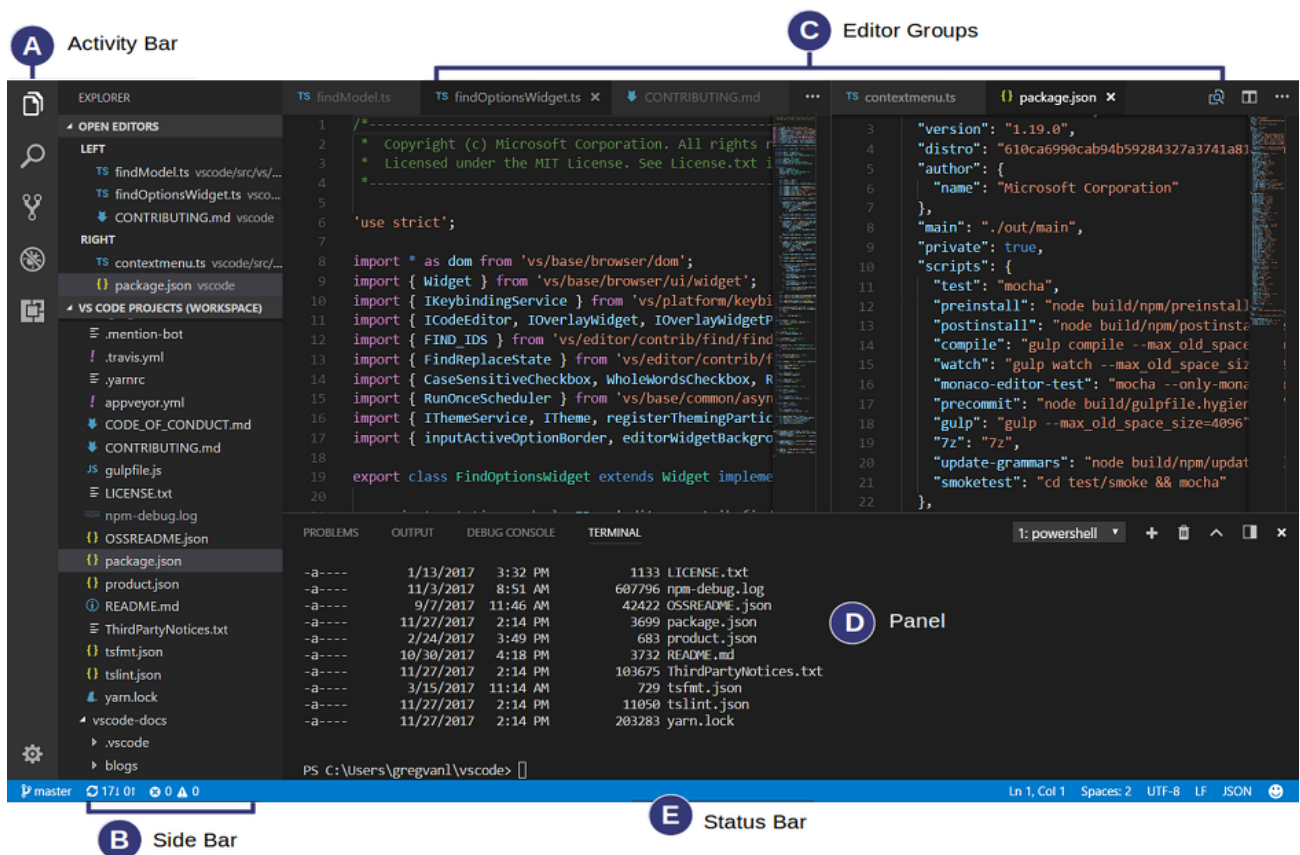 A Activity Bar
C Editor Groups
EXPLORER
OPEN EDITORS
LEFT
TS findModel.ts vscode/src/vs/...
TS findOptionsWidget.ts vsco...
CONTRIBUTING.md vscode
RIGHT
TS contextmenu.ts vscode/src/...
{} package.json vscode
VS CODE PROJECTS (WORKSPACE)
.mention-bot
! .travis.yml
.yarnrc
! appveyor.yml
CODE_OF_CONDUCT.md
CONTRIBUTING.md
JS gulpfile.js
LICENSE.txt
npm-debug.log
{} OSSREADME.json
{} package.json
{} product.json
README.md
ThirdPartyNotices.txt
{} tsfmt.json
{} tslint.json
yarn.lock
vscode-docs
.vscode
blogs
TS findModel.ts TS findOptionsWidget.ts × CONTRIBUTING.md ...
1 /*---------------------------------------------------------
2 * Copyright (c) Microsoft Corporation. All rights r
3 * Licensed under the MIT License. See License.txt i
4 *---------------------------------------------------------
5
6 'use strict';
7
8 import * as dom from 'vs/base/browser/dom';
9 import { Widget } from 'vs/base/browser/ui/widget';
10 import { IKeybindingService } from 'vs/platform/keybi
11 import { ICodeEditor, IOverlayWidget, IOverlayWidgetP
12 import { FIND_IDS } from 'vs/editor/contrib/find/find
13 import { FindReplaceState } from 'vs/editor/contrib/f
14 import { CaseSensitiveCheckbox, WholeWordsCheckbox, R
15 import { RunOnceScheduler } from 'vs/base/common/asyn
16 import { IThemeService, ITheme, registerThemingPartic
17 import { inputActiveOptionBorder, editorWidgetBackgro
18
19 export class FindOptionsWidget extends Widget impleme
20
TS contextmenu.ts {} package.json × ...
3 "version": "1.19.0",
4 "distro": "610ca6990cab94b59284327a3741a81
5 "author": {
6 "name": "Microsoft Corporation"
7 },
8 "main": "./out/main",
9 "private": true,
10 "scripts": {
11 "test": "mocha",
12 "preinstall": "node build/npm/preinstall
13 "postinstall": "node build/npm/postinsta
14 "compile": "gulp compile --max_old_space
15 "watch": "gulp watch --max_old_space_siz
16 "monaco-editor-test": "mocha --only-mona
17 "precommit": "node build/gulpfile.hygien
18 "gulp": "gulp --max_old_space_size=4096"
19 "7z": "7z",
20 "update-grammars": "node build/npm/updat
21 "smoketest": "cd test/smoke && mocha"
22 },
PROBLEMS OUTPUT DEBUG CONSOLE TERMINAL 1: powershell
-a---- 1/13/2017 3:32 PM 1133 LICENSE.txt
-a---- 11/3/2017 8:51 AM 607796 npm-debug.log
-a---- 9/7/2017 11:46 AM 42422 OSSREADME.json
-a---- 11/27/2017 2:14 PM 3699 package.json
-a---- 2/24/2017 3:49 PM 683 product.json
-a---- 10/30/2017 4:18 PM 3732 README.md
-a---- 11/27/2017 2:14 PM 103675 ThirdPartyNotices.txt
-a---- 3/15/2017 11:14 AM 729 tsfmt.json
-a---- 11/27/2017 2:14 PM 11050 tslint.json
-a---- 11/27/2017 2:14 PM 203283 yarn.lock
PS C:\Users\gregvanl\vscode>
D Panel
master 17↓ 0↑ 0 0 Ln 1, Col 1 Spaces: 2 UTF-8 LF JSON
B Side Bar
E Status Bar